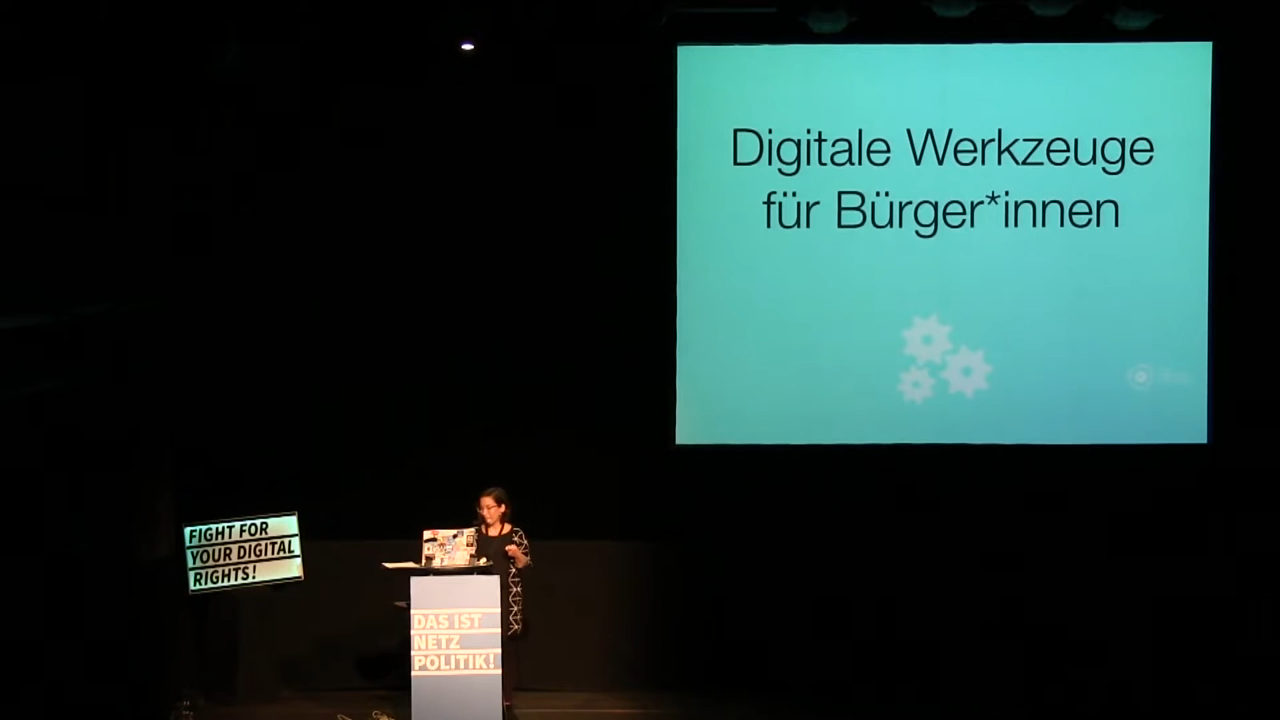 Digitale Werkzeuge
für Bürger*innen
FIGHT FOR
YOUR DIGITAL
RIGHTS!
DAS IST
NETZ
POLITIK!